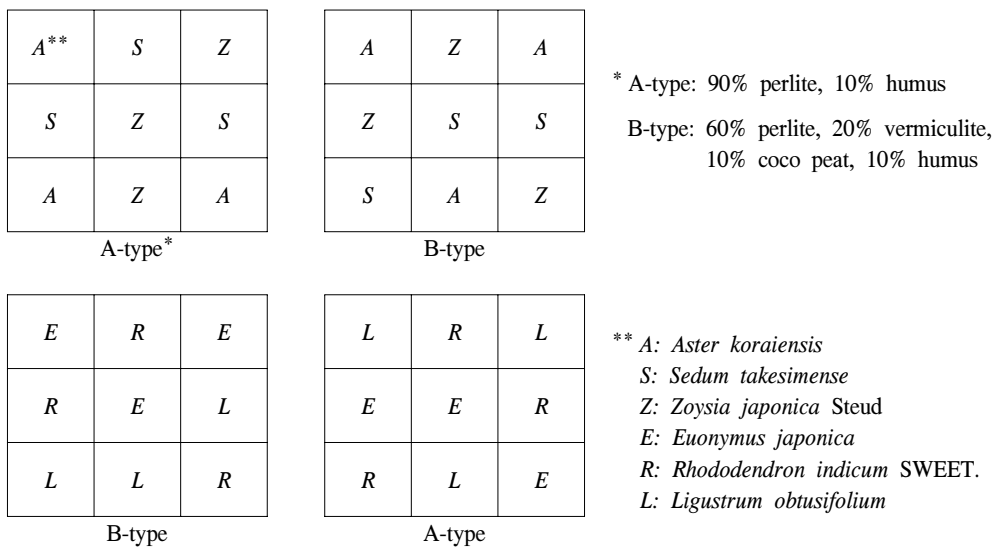 A** S Z
S Z S
A Z A
A-type*
A Z A
Z S S
S A Z
B-type
* A-type: 90% perlite, 10% humus
B-type: 60% perlite, 20% vermiculite,
10% coco peat, 10% humus
E R E
R E L
L L R
B-type
L R L
E E R
R L E
A-type
** A: Aster koraiensis
S: Sedum takesimense
Z: Zoysia japonica Steud
E: Euonymus japonica
R: Rhododendron indicum SWEET.
L: Ligustrum obtusifolium